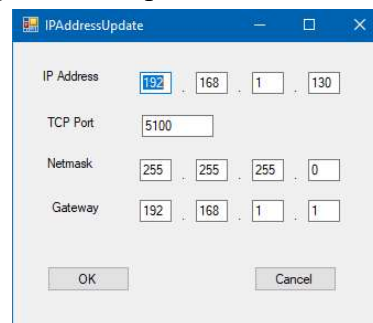 IPAddressUpdate
IP Address 192 . 168 . 1 . 130
TCP Port 5100
Netmask 255 . 255 . 255 . 0
Gateway 192 . 168 . 1 . 1
OK Cancel